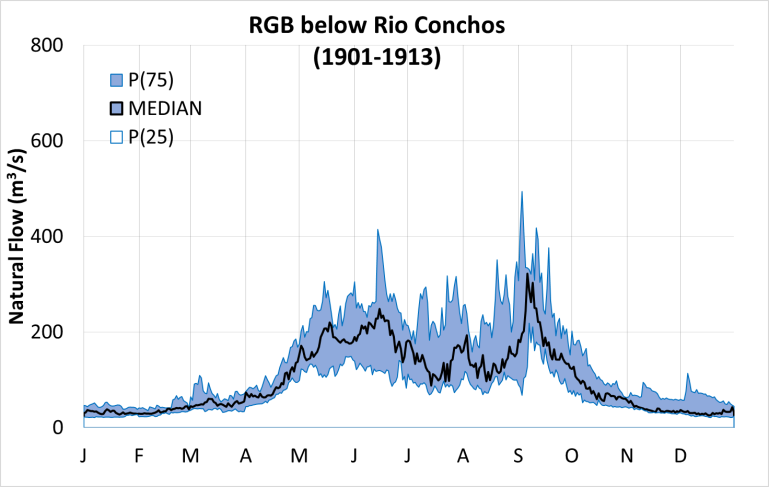 RGB below Rio Conchos
(1901-1913)
800
P(75)
MEDIAN
P(25)
600
400
200
0
Natural Flow (m³/s)
J F M A M J J A S O N D